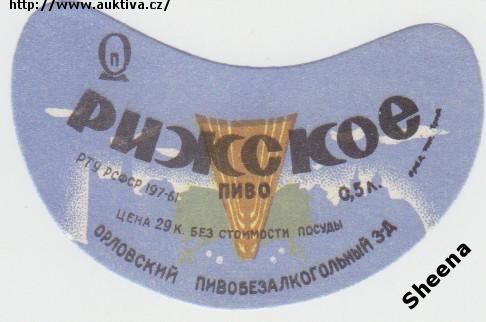 http://www.auktiva.cz/
п
РИЖСКОЕ
ПИВО
0,5 л.
РТУ РСФСР 197-61.
ЦЕНА 29 К. БЕЗ СТОИМОСТИ ПОСУДЫ
ОРЛОВСКИЙ ПИВОБЕЗАЛКОГОЛЬНЫЙ З-Д
Sheena